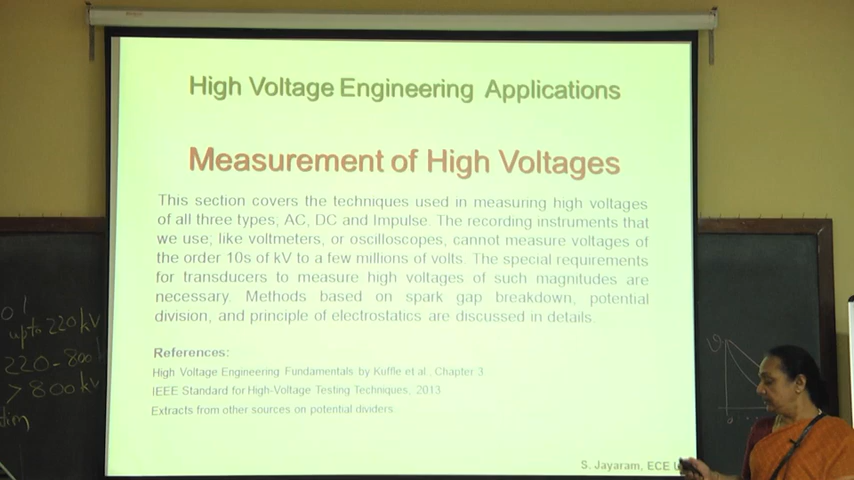 High Voltage Engineering Applications
Measurement of High Voltages
This section covers the techniques used in measuring high voltages
of all three types; AC, DC and Impulse. The recording instruments that
we use; like voltmeters, or oscilloscopes, cannot measure voltages of
the order 10s of kV to a few millions of volts. The special requirements
for transducers to measure high voltages of such magnitudes are
necessary. Methods based on spark gap breakdown, potential
division, and principle of electrostatics are discussed in details.
References:
High Voltage Engineering Fundamentals by Kuffle et al., Chapter 3
IEEE Standard for High-Voltage Testing Techniques, 2013
Extracts from other sources on potential dividers
S. Jayaram, ECE
upto 220kV
220-800
>800kV